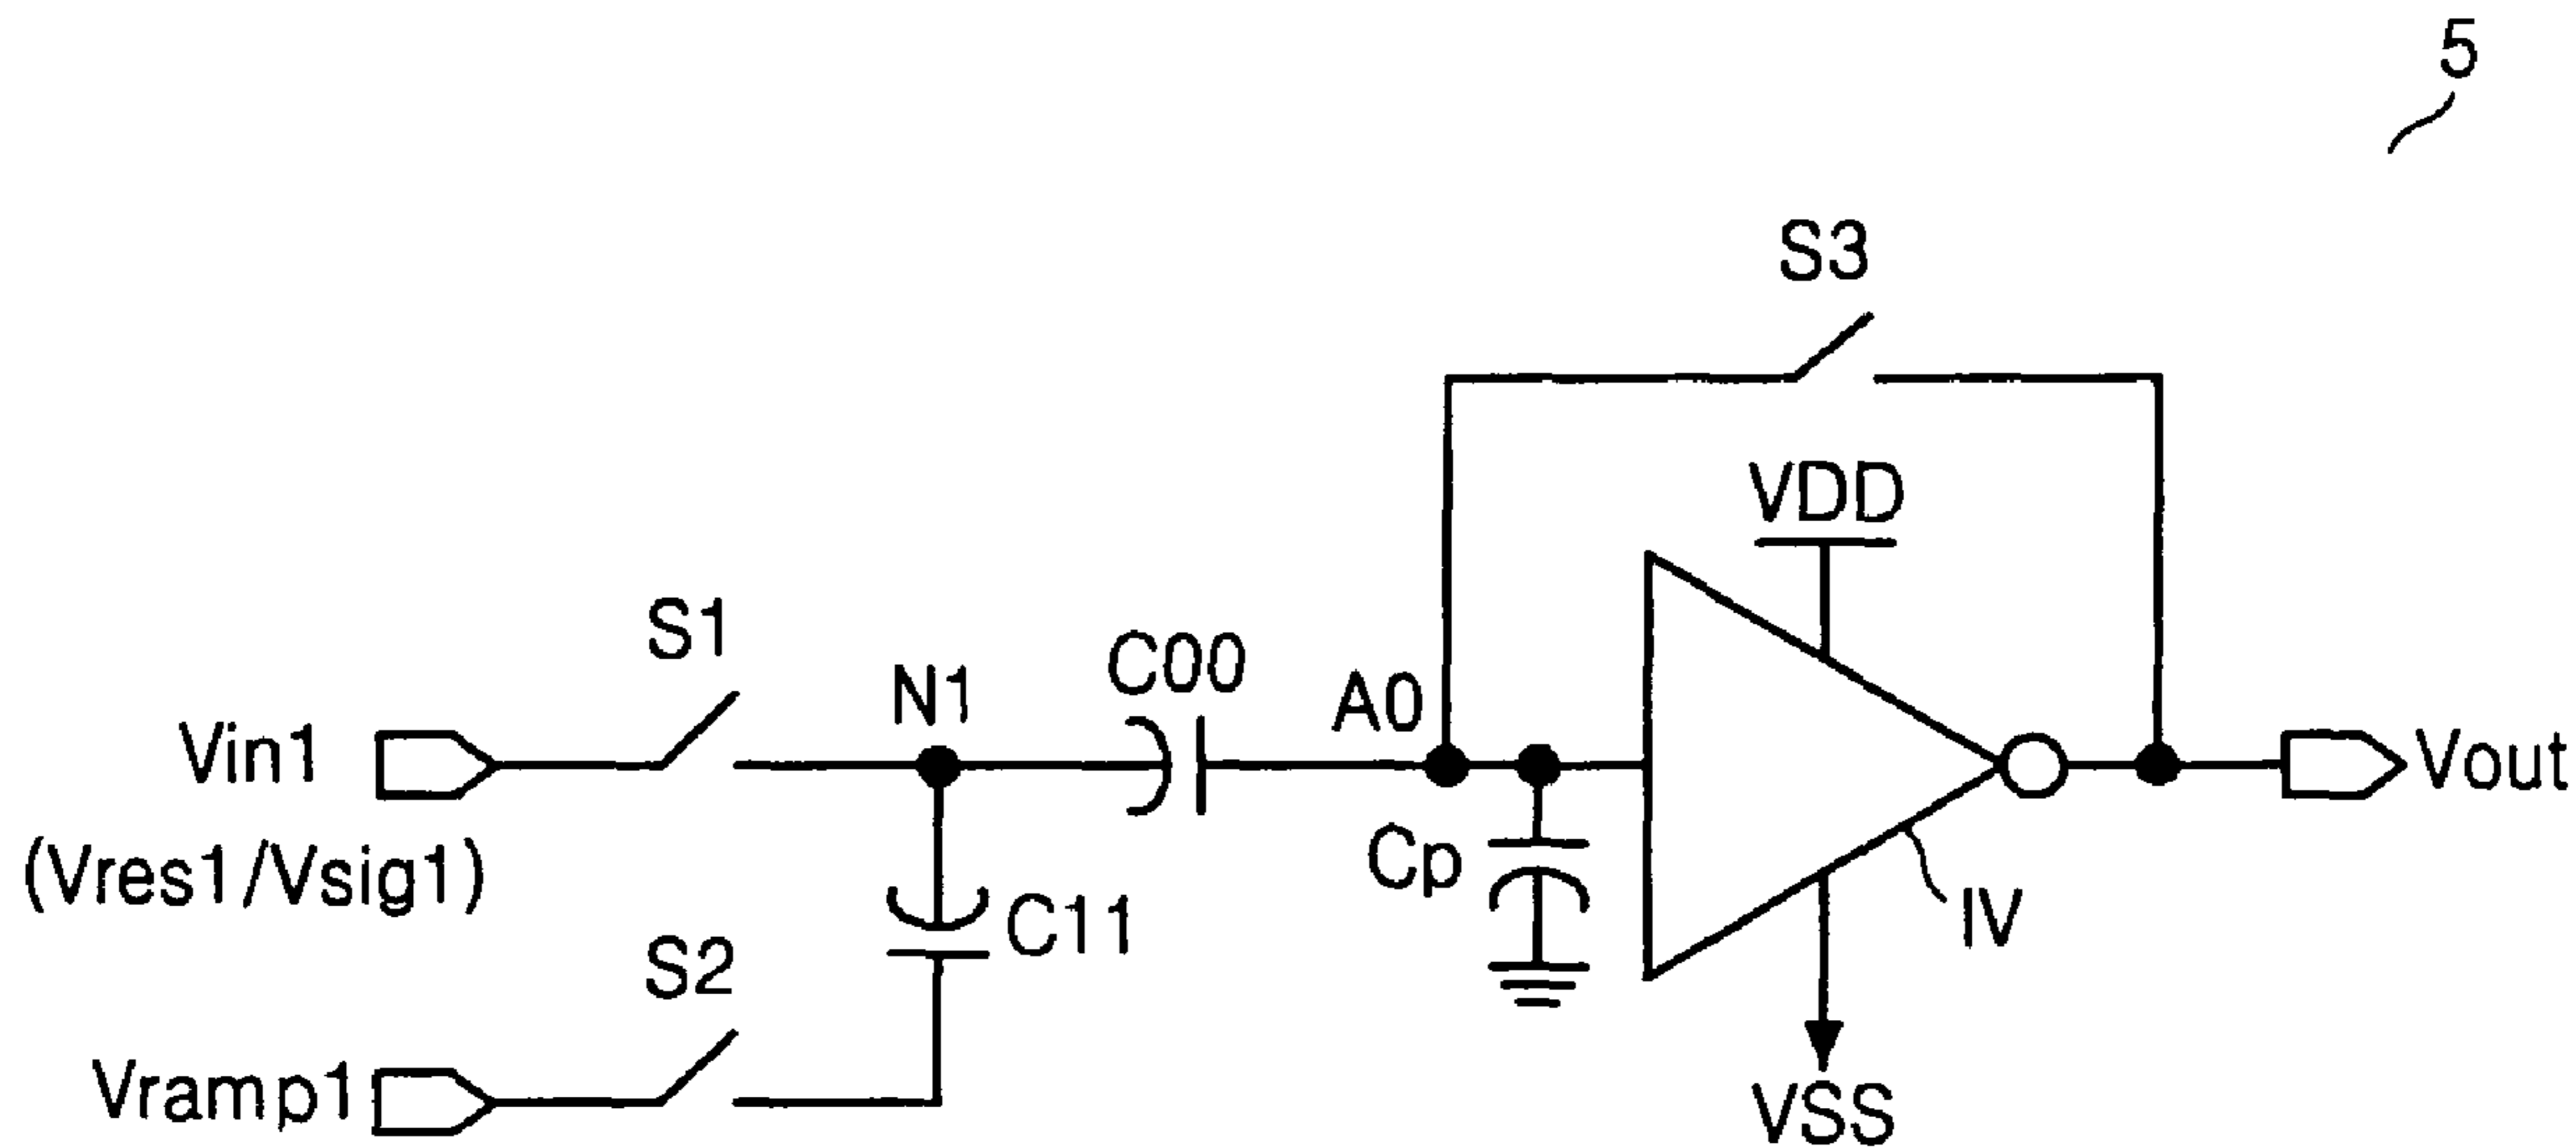 5
S3
VDD
S1
N1
C00
A0
Vin1
Vout
(Vres1/Vsig1)
Cp
C11
IV
S2
Vramp1
VSS